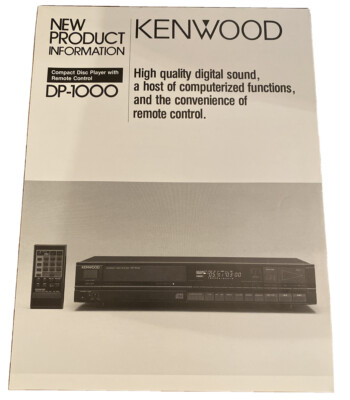 NEW
PRODUCT
INFORMATION
Compact Disc Player with
Remote Control
DP-1000
KENWOOD
High quality digital sound,
a host of computerized functions,
and the convenience of
remote control.
KENWOOD